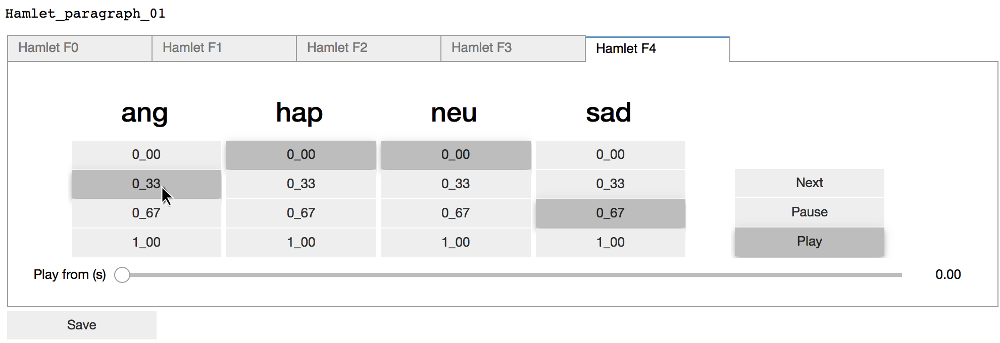 Hamlet_paragraph_01
Hamlet F0 Hamlet F1 Hamlet F2 Hamlet F3 Hamlet F4
ang hap neu sad
0_00 0_00 0_00 0_00
0_33 0_33 0_33 0_33 Next
0_67 0_67 0_67 0_67 Pause
1_00 1_00 1_00 1_00 Play
Play from (s) 0.00
Save